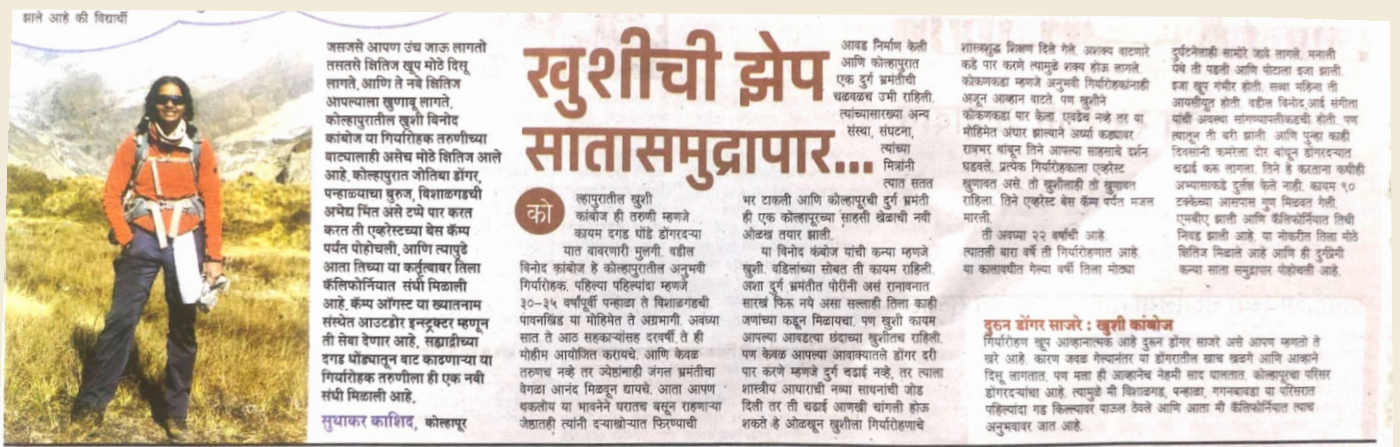 झाले आहे की विद्यार्थी
जसजसे आपण उंच जाऊ लागतो
तसतसे क्षितिज खूप मोठे दिसू
लागते. आणि ते नवे क्षितिज
आपल्याला खुणावू लागते.
कोल्हापुरातील खुशी विनोद
कांबोज या गिर्यारोहक तरुणीच्या
वाट्यालाही असेच मोठे क्षितिज आले
आहे. कोल्हापुरात जोतिबा डोंगर,
पन्हाळ्याचा बुरुज, विशाळगडची
अभेद्य भिंत असे टप्पे पार करत
करत ती एव्हरेस्टच्या बेस कॅम्प
पर्यंत पोहोचली. आणि त्यापुढे
आता तिच्या या कर्तृत्वावर तिला
कॅलिफोर्नियात संधी मिळाली
आहे. कॅम्प ऑगस्ट या ख्यातनाम
संस्थेत आउटडोर इन्स्ट्रक्टर म्हणून
ती सेवा देणार आहे. सह्याद्रीच्या
दगड धोंड्यातून वाट काढणाऱ्या या
गिर्यारोहक तरुणीला ही एक नवी
संधी मिळाली आहे.
सुधाकर काशिद, कोल्हापूर
खुशीची झेप
सातासमुद्रापार...
कोल्हापुरातील खुशी
कांबोज ही तरुणी म्हणजे
कायम दगड धोंडे डोंगरदऱ्या
यात वावरणारी मुलगी. वडील
विनोद कांबोज हे कोल्हापुरातील अनुभवी
गिर्यारोहक. पहिल्या पहिल्यांदा म्हणजे
३०-३५ वर्षांपूर्वी पन्हाळा ते विशाळगडची
पावनखिंड या मोहिमेत ते अग्रभागी. अवघ्या
सात ते आठ सहकाऱ्यांसह दरवर्षी ते ही
मोहीम आयोजित करायचे. आणि केवळ
तरुणच नव्हे तर ज्येष्ठांनाही जंगल भ्रमंतीचा
वेगळा आनंद मिळवून द्यायचे. आता आपण
थकलोय या भावनेने घरातच बसून राहणाऱ्या
जेष्ठातही त्यांनी दऱ्याखोऱ्यात फिरण्याची
आवड निर्माण केली
आणि कोल्हापुरात
एक दुर्ग भ्रमंतीची
चळवळच उभी राहिली.
त्यांच्यासारख्या अन्य
संस्था, संघटना,
त्यांच्या
मित्रांनी
त्यात सतत
भर टाकली आणि कोल्हापुरची दुर्ग भ्रमंती
ही एक कोल्हापूरच्या साहसी खेळाची नवी
ओळख तयार झाली.
या विनोद कंबोज यांची कन्या म्हणजे
खुशी. वडिलांच्या सोबत ती कायम राहिली.
अशा दुर्ग भ्रमंतीत पोरींनी असं रानावनात
सारखं फिरू नये असा सल्लाही तिला काही
जणांच्या कडून मिळायचा. पण खुशी कायम
आपल्या आवडत्या छंदाच्या खुशीतच राहिली.
पण केवळ आपल्या आवाक्यातले डोंगर दरी
पार करणे म्हणजे दुर्ग चढाई नव्हे, तर त्याला
शास्त्रीय आधाराची नव्या साधनांची जोड
दिली तर ती चढाई आणखी चांगली होऊ
शकते हे ओळखून खुशीला गिर्यारोहणाचे
शास्त्रशुद्ध शिक्षण दिले गेले. अशक्य वाटणारे
कडे पार करणे त्यामुळे शक्य होऊ लागले.
कोकणकडा म्हणजे अनुभवी गिर्यारोहकांनाही
अजून आव्हान वाटते. पण खुशीने
कोकणकडा पार केला. एवढेच नव्हे तर या
मोहिमेत अंधार झाल्याने अर्ध्या कड्यावर
रात्रभर थांबून तिने आपल्या साहसाचे दर्शन
घडवले. प्रत्येक गिर्यारोहकाला एव्हरेस्ट
खुणावत असे. तो खुशीलाही तो खुणावत
राहिला. तिने एव्हरेस्ट बेस कॅम्प पर्यंत मजल
मारली.
ती अवघ्या २२ वर्षाची आहे.
त्यातली बारा वर्षे ती गिर्यारोहणात आहे.
या कालावधीत गेल्या वर्षी तिला मोठ्या
दुर्घटनेलाही सामोरे जावे लागले. मनाली
येथे ती पडली आणि पोटाला इजा झाली.
इजा खूप गंभीर होती. सव्वा महिना ती
आयसीयूत होती. वडील विनोद,आई संगीता
यांची अवस्था सांगण्यापलीकडची होती. पण
त्यातून ती बरी झाली. आणि पुन्हा काही
दिवसांनी कमरेला दोर बांधून डोंगरदऱ्यात
चढाई करू लागला. तिने हे करताना कधीही
अभ्यासाकडे दुर्लक्ष केले नाही. कायम ९०
टक्केच्या आसपास गुण मिळवत गेली.
एमबीए झाली आणि कॅलिफोर्नियात तिची
निवड झाली आहे. या नोकरीत तिला मोठे
क्षितिज मिळाले आहे आणि ही दुर्गप्रेमी
कन्या साता समुद्रापार पोहोचली आहे.
दुरुन डोंगर साजरे : खुशी कांबोज
गिर्यारोहण खूप आव्हानात्मक आहे दुरून डोंगर साजरे असे आपण म्हणतो ते
खरे आहे. कारण जवळ गेल्यानंतर या डोंगरातील खाच खळगे आणि आव्हाने
दिसू लागतात. पण मला ही आव्हानेच नेहमी साद घालतात. कोल्हापूरचा परिसर
डोंगरदऱ्यांचा आहे. त्यामुळे मी विशाळगड, पन्हाळा, गगनबावडा या परिसरात
पहिल्यांदा गड किल्ल्यावर पाऊल ठेवले आणि आता मी कॅलिफोर्नियात त्याच
अनुभवावर जात आहे.